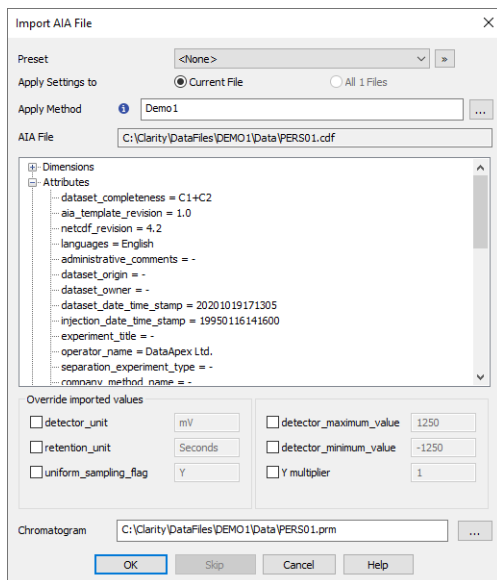 Import AIA File
Preset <None> »
Apply Settings to Current File All 1 Files
Apply Method i Demo1 ...
AIA File C:\Clarity\DataFiles\DEMO1\Data\PERS01.cdf
Dimensions
Attributes
dataset_completeness = C1+C2
aia_template_revision = 1.0
netcdf_revision = 4.2
languages = English
administrative_comments = -
dataset_origin = -
dataset_owner = -
dataset_date_time_stamp = 20201019171305
injection_date_time_stamp = 19950116141600
experiment_title = -
operator_name = DataApex Ltd.
separation_experiment_type = -
company_method_name = -
Override imported values
detector_unit mV detector_maximum_value 1250
retention_unit Seconds detector_minimum_value -1250
uniform_sampling_flag Y Y multiplier 1
Chromatogram C:\Clarity\DataFiles\DEMO1\Data\PERS01.prm ...
OK Skip Cancel Help